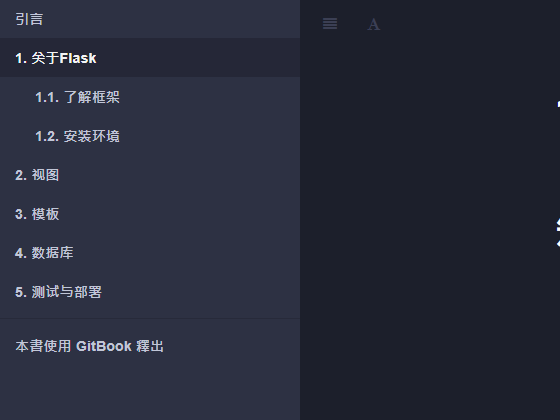 引言
A
1. 关于Flask
1.1. 了解框架
1.2. 安装环境
2. 视图
3. 模板
4. 数据库
5. 测试与部署
本書使用 GitBook 釋出